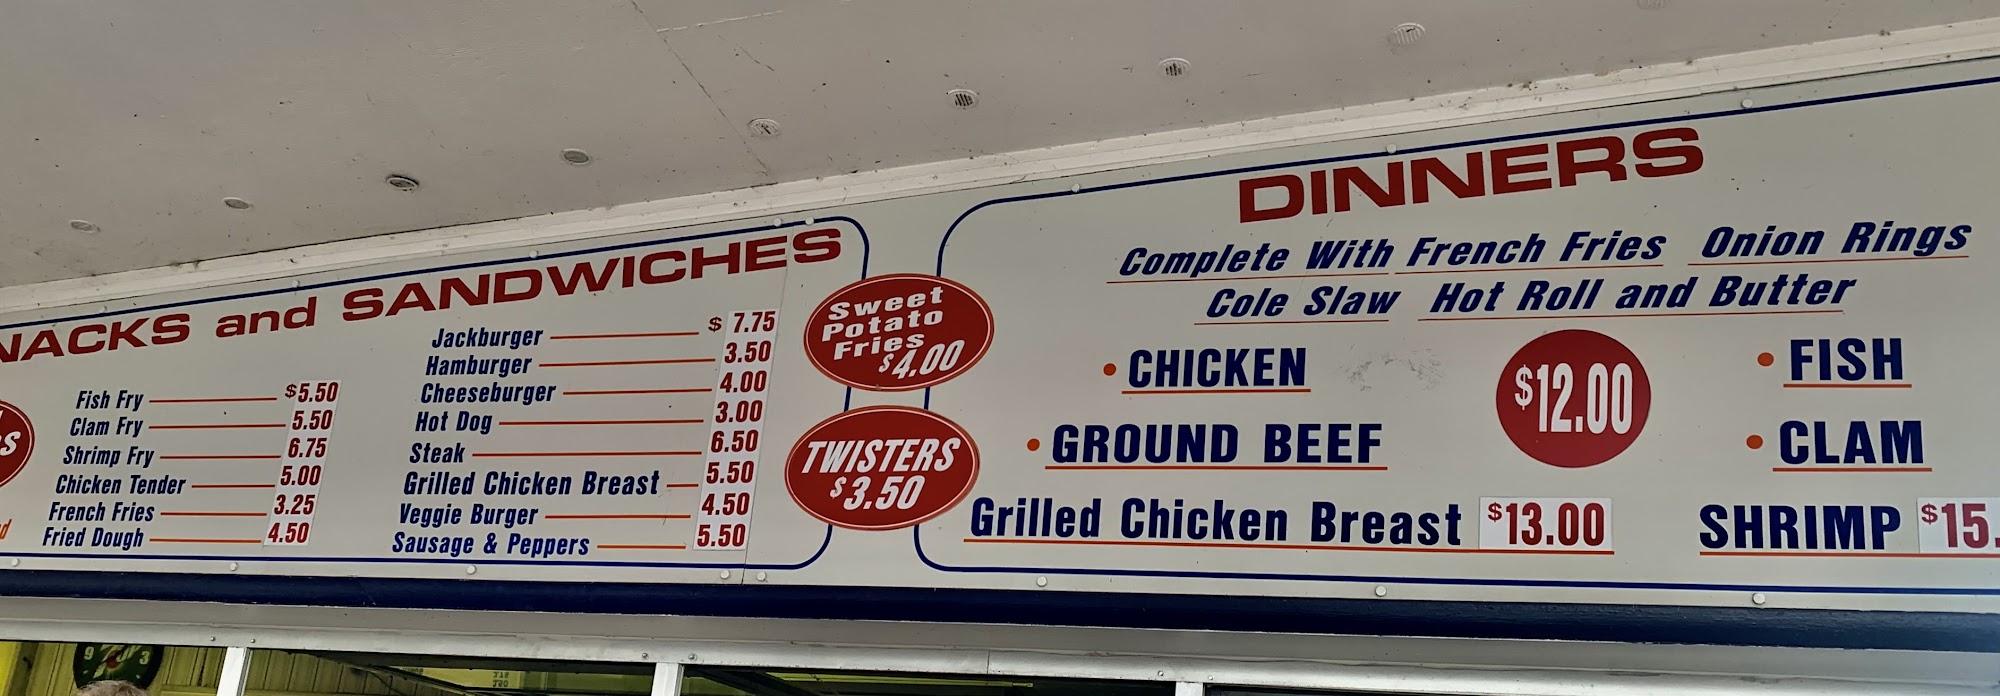 NACKS and SANDWICHES
Fish Fry $5.50
Clam Fry 5.50
Shrimp Fry 6.75
Chicken Tender 5.00
French Fries 3.25
Fried Dough 4.50
Jackburger $ 7.75
Hamburger 3.50
Cheeseburger 4.00
Hot Dog 3.00
Steak 6.50
Grilled Chicken Breast 5.50
Veggie Burger 4.50
Sausage & Peppers 5.50
Sweet
Potato
Fries
$4.00
TWISTERS
$3.50
DINNERS
Complete With French Fries Onion Rings
Cole Slaw Hot Roll and Butter
• CHICKEN
• GROUND BEEF
$12.00
• FISH
• CLAM
Grilled Chicken Breast $13.00
SHRIMP $15.
9 7up 3